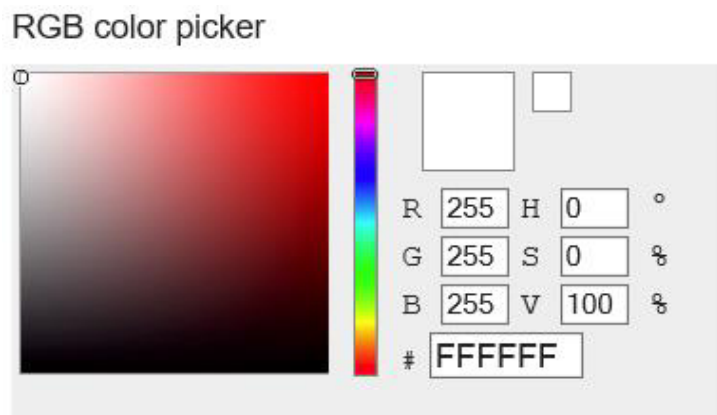 RGB color picker
R 255 H 0 °
G 255 S 0 %
B 255 V 100 %
# FFFFFF